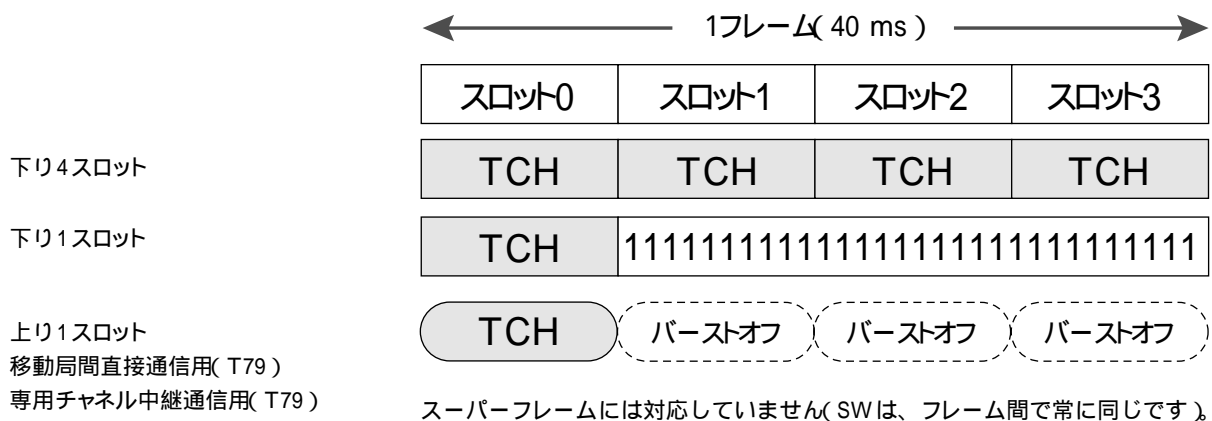 1フレーム( 40 ms )
スロット0 スロット1 スロット2 スロット3
下り4スロット TCH TCH TCH TCH
下り1スロット TCH 111111111111111111111111111111
上り1スロット TCH バーストオフ バーストオフ バーストオフ
移動局間直接通信用( T79 )
専用チャネル中継通信用( T79 )
スーパーフレームには対応していません( SWは、フレーム間で常に同じです )。